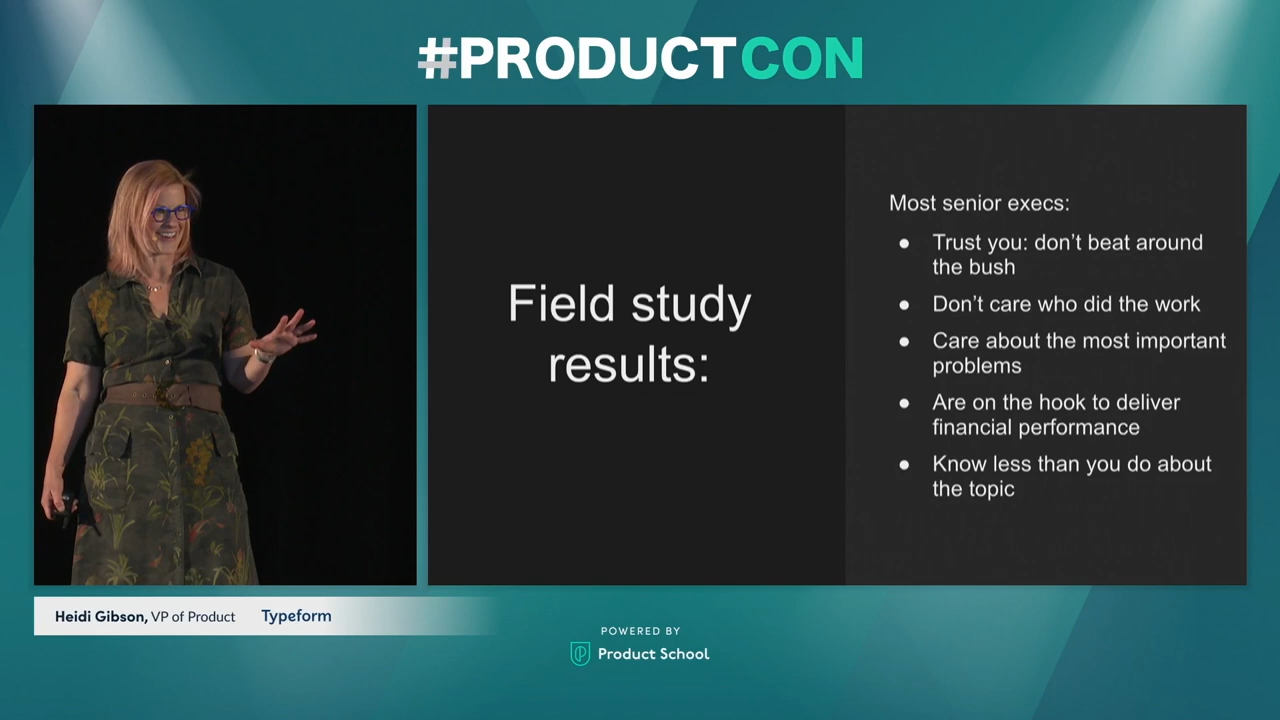 #PRODUCTCON
Field study
results:
Most senior execs:
● Trust you: don’t beat around
the bush
● Don’t care who did the work
● Care about the most important
problems
● Are on the hook to deliver
financial performance
● Know less than you do about
the topic
Heidi Gibson, VP of Product Typeform
POWERED BY
Product School